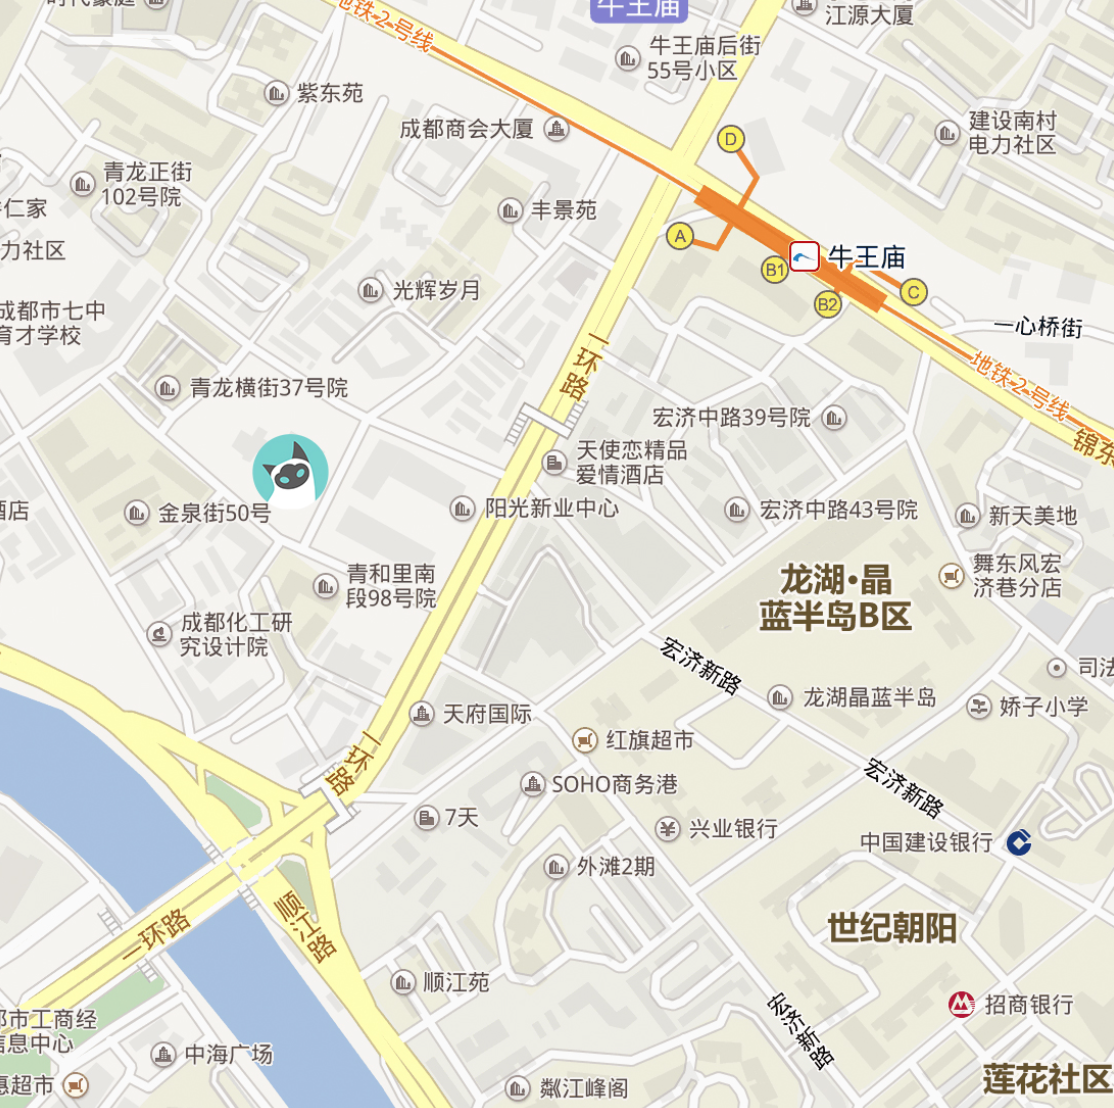 地铁2号线
牛王庙
江源大厦
牛王庙后街
55号小区
紫东苑
成都商会大厦
D
建设南村
电力社区
青龙正街
102号院
仁家
力社区
丰景苑
A
牛王庙
B1
B2
C
光辉岁月
成都市七中
育才学校
一心桥街
地铁2号线
一环路
青龙横街37号院
宏济中路39号院
锦东
天使恋精品
爱情酒店
金泉街50号
酒店
阳光新业中心
宏济中路43号院
新天美地
龙湖·晶
蓝半岛B区
舞东风宏
济巷分店
青和里南
段98号院
成都化工研
究设计院
宏济新路
司法
龙湖晶蓝半岛
娇子小学
天府国际
红旗超市
一环路
SOHO商务港
宏济新路
7天
兴业银行
中国建设银行
外滩2期
顺江路
一环路
世纪朝阳
顺江苑
宏济新路
招商银行
都市工商经
信息中心
中海广场
惠超市
粼江峰阁
莲花社区